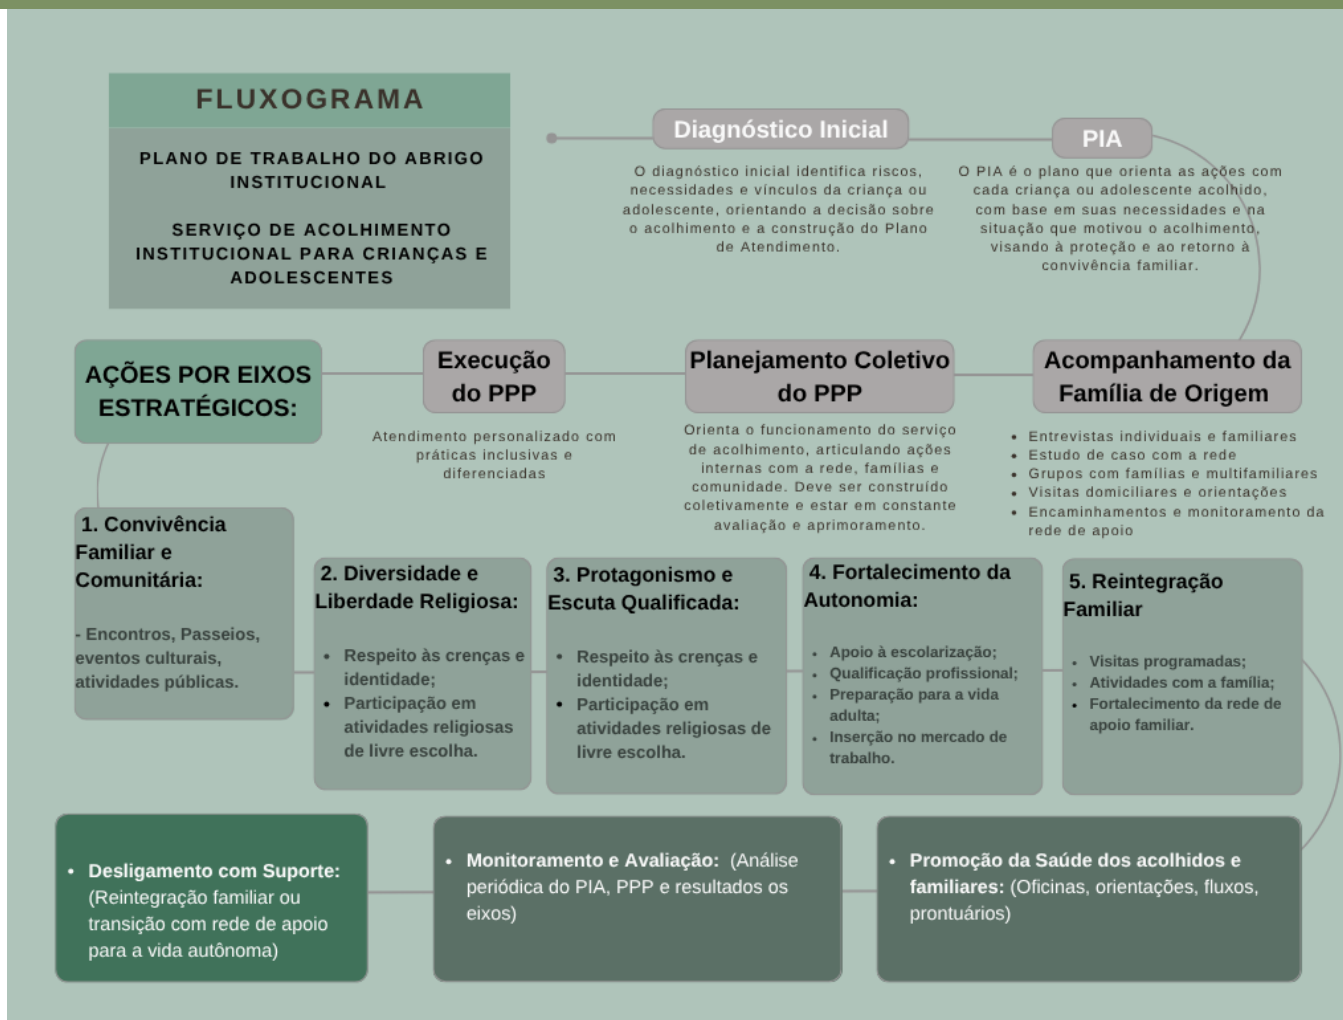 FLUXOGRAMA
PLANO DE TRABALHO DO ABRIGO
INSTITUCIONAL
SERVIÇO DE ACOLHIMENTO
INSTITUCIONAL PARA CRIANÇAS E
ADOLESCENTES
Diagnóstico Inicial
O diagnóstico inicial identifica riscos,
necessidades e vínculos da criança ou
adolescente, orientando a decisão sobre
o acolhimento e a construção do Plano
de Atendimento.
PIA
O PIA é o plano que orienta as ações com
cada criança ou adolescente acolhido,
com base em suas necessidades e na
situação que motivou o acolhimento,
visando à proteção e ao retorno à
convivência familiar.
Acompanhamento da
Família de Origem
• Entrevistas individuais e familiares
• Estudo de caso com a rede
• Grupos com famílias e multifamiliares
• Visitas domiciliares e orientações
• Encaminhamentos e monitoramento da
rede de apoio
Planejamento Coletivo
do PPP
Orienta o funcionamento do serviço
de acolhimento, articulando ações
internas com a rede, famílias e
comunidade. Deve ser construído
coletivamente e estar em constante
avaliação e aprimoramento.
Execução
do PPP
Atendimento personalizado com
práticas inclusivas e
diferenciadas
AÇÕES POR EIXOS
ESTRATÉGICOS:
1. Convivência
Familiar e
Comunitária:
- Encontros, Passeios,
eventos culturais,
atividades públicas.
2. Diversidade e
Liberdade Religiosa:
• Respeito às crenças e
identidade;
• Participação em
atividades religiosas
de livre escolha.
3. Protagonismo e
Escuta Qualificada:
• Respeito às crenças e
identidade;
• Participação em
atividades religiosas de
livre escolha.
4. Fortalecimento da
Autonomia:
• Apoio à escolarização;
• Qualificação profissional;
• Preparação para a vida
adulta;
• Inserção no mercado de
trabalho.
5. Reintegração
Familiar
• Visitas programadas;
• Atividades com a família;
• Fortalecimento da rede de
apoio familiar.
• Promoção da Saúde dos acolhidos e
familiares: (Oficinas, orientações, fluxos,
prontuários)
• Monitoramento e Avaliação: (Análise
periódica do PIA, PPP e resultados os
eixos)
• Desligamento com Suporte:
(Reintegração familiar ou
transição com rede de apoio
para a vida autônoma)